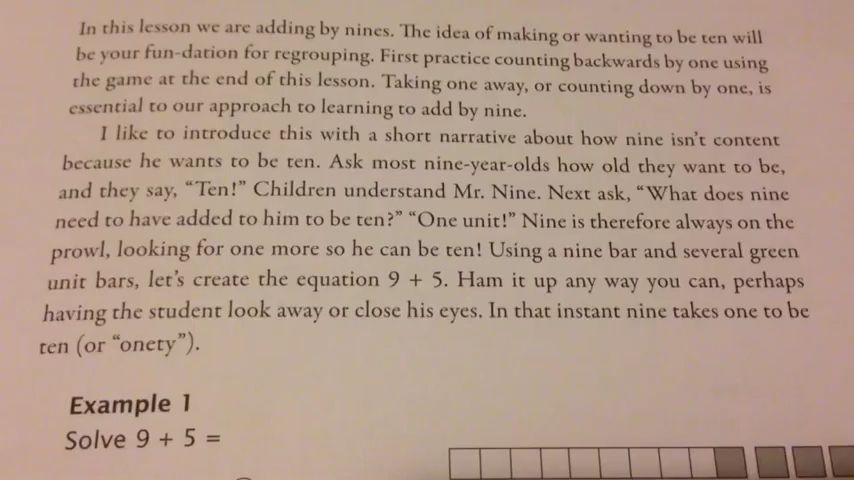 In this lesson we are adding by nines. The idea of making or wanting to be ten will
be your fun-dation for regrouping. First practice counting backwards by one using
the game at the end of this lesson. Taking one away, or counting down by one, is
essential to our approach to learning to add by nine.
I like to introduce this with a short narrative about how nine isn't content
because he wants to be ten. Ask most nine-year-olds how old they want to be,
and they say, "Ten!" Children understand Mr. Nine. Next ask, "What does nine
need to have added to him to be ten?" "One unit!" Nine is therefore always on the
prowl, looking for one more so he can be ten! Using a nine bar and several green
unit bars, let's create the equation 9 + 5. Ham it up any way you can, perhaps
having the student look away or close his eyes. In that instant nine takes one to be
ten (or "onety").
Example 1
Solve 9 + 5 =